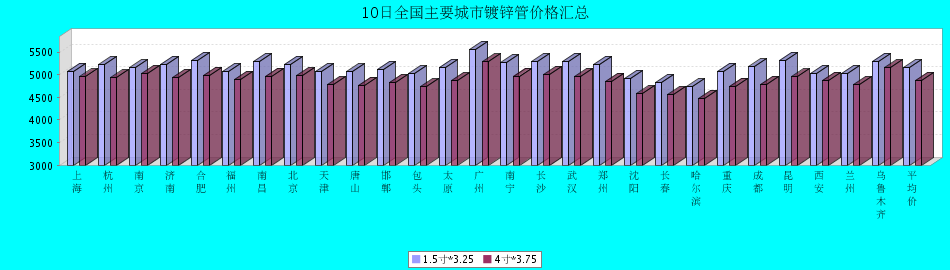 10日全国主要城市镀锌管价格汇总
5500
5000
4500
4000
3500
3000
上海 杭州 南京 济南 合肥 福州 南昌 北京 天津 唐山 邯郸 包头 太原 广州 南宁 长沙 武汉 郑州 沈阳 长春 哈尔滨 重庆 成都 昆明 西安 兰州 乌鲁木齐 平均价
1.5寸*3.25 4寸*3.75